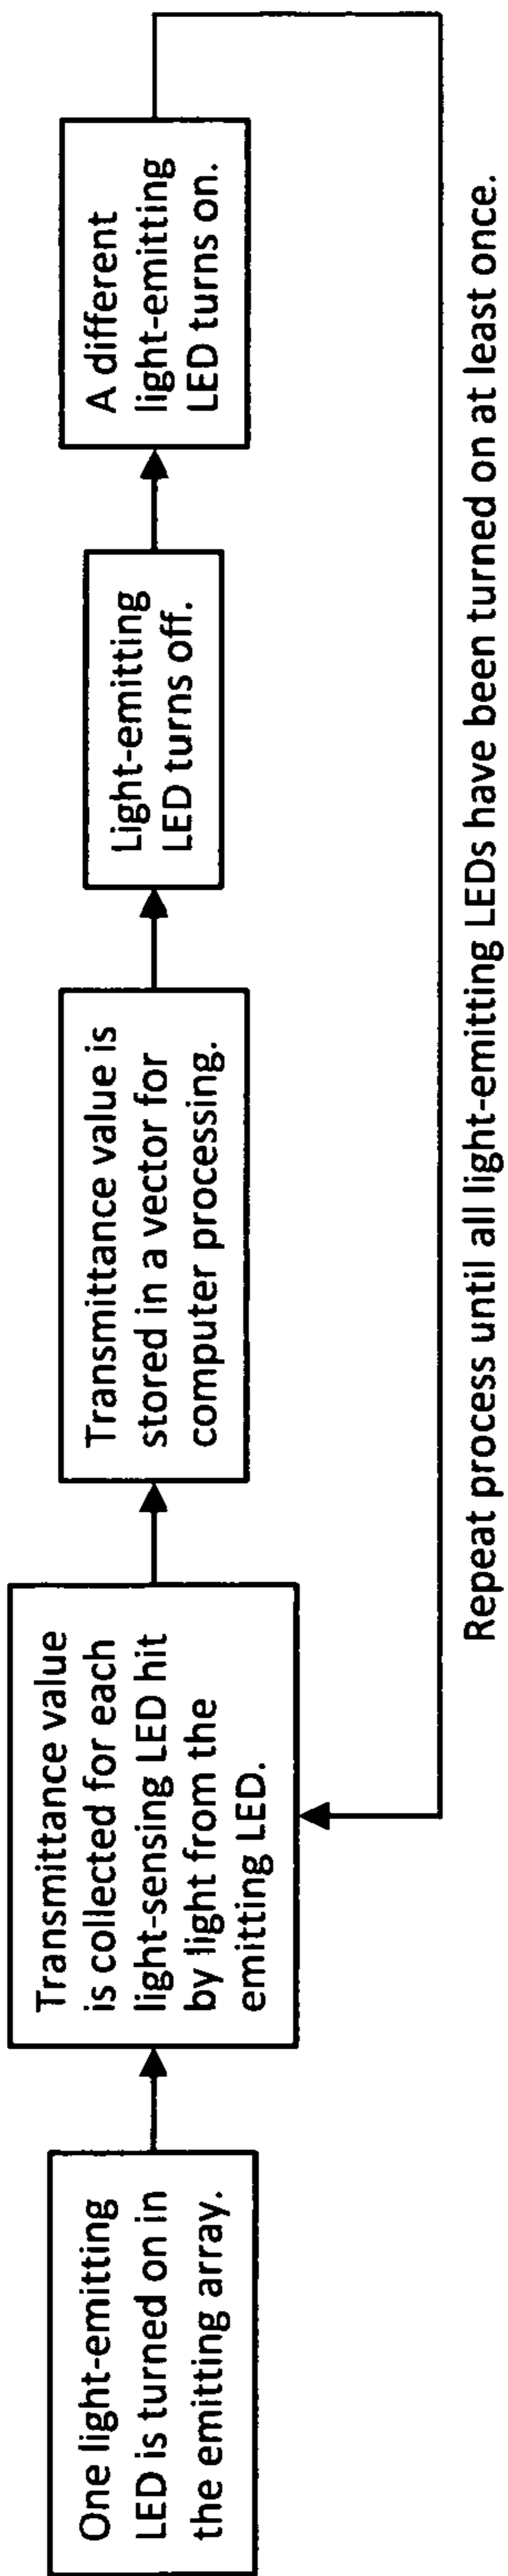 One light-emitting
LED is turned on in
the emitting array.
Transmittance value
is collected for each
light-sensing LED hit
by light from the
emitting LED.
Transmittance value is
stored in a vector for
computer processing.
Light-emitting
LED turns off.
A different
light-emitting
LED turns on.
Repeat process until all light-emitting LEDs have been turned on at least once.